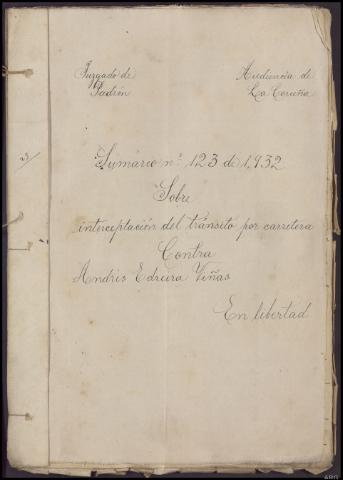 Juzgado de
Padrón
Audiencia de
La Coruña
Sumario nº 123 de 1,932
Sobre
interceptación del tránsito por carretera
Contra
Andrés Edreira Viñas
En libertad